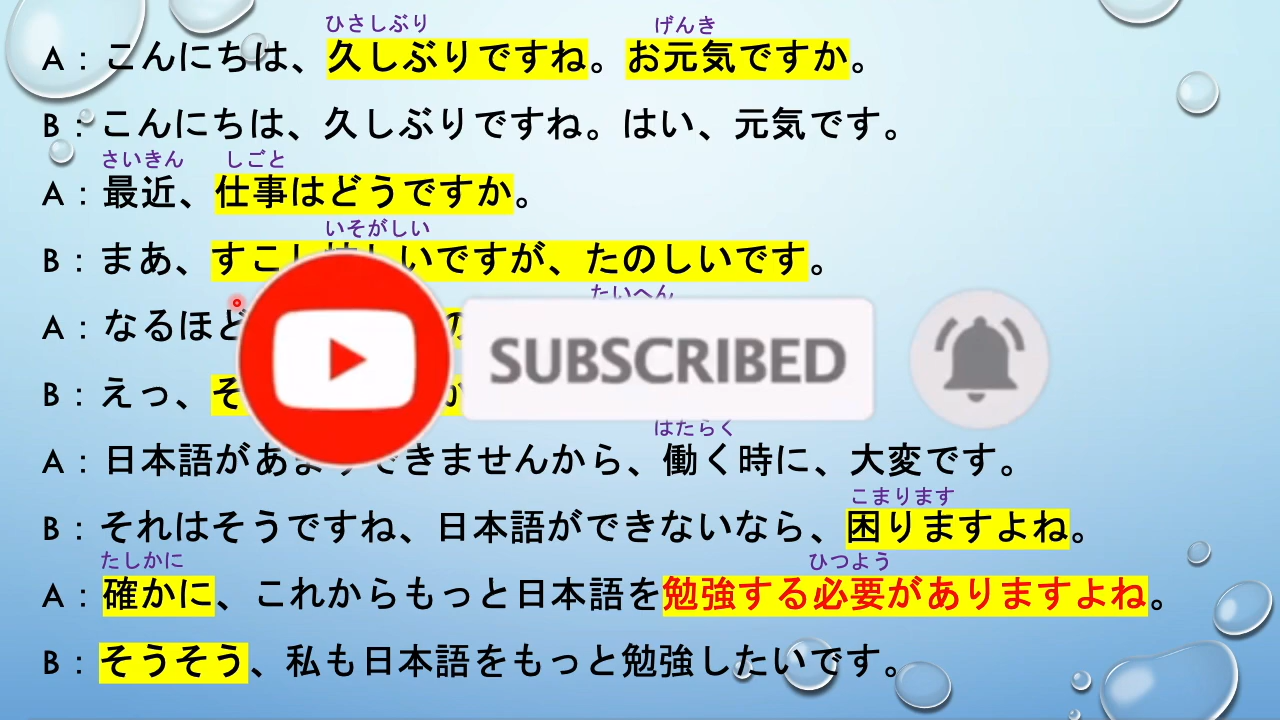 ひさしぶり げんき
A：こんにちは、久しぶりですね。お元気ですか。
B：こんにちは、久しぶりですね。はい、元気です。
さいきん しごと
A：最近、仕事はどうですか。
いそがしい
B：まあ、すこし忙しいですが、たのしいです。
たいへん
A：なるほど
B：えっ、そ
SUBSCRIBED
はたらく
A：日本語があまりできませんから、働く時に、大変です。
こまります
B：それはそうですね、日本語ができないなら、困りますよね。
たしかに ひつよう
A：確かに、これからもっと日本語を勉強する必要がありますよね。
B：そうそう、私も日本語をもっと勉強したいです。